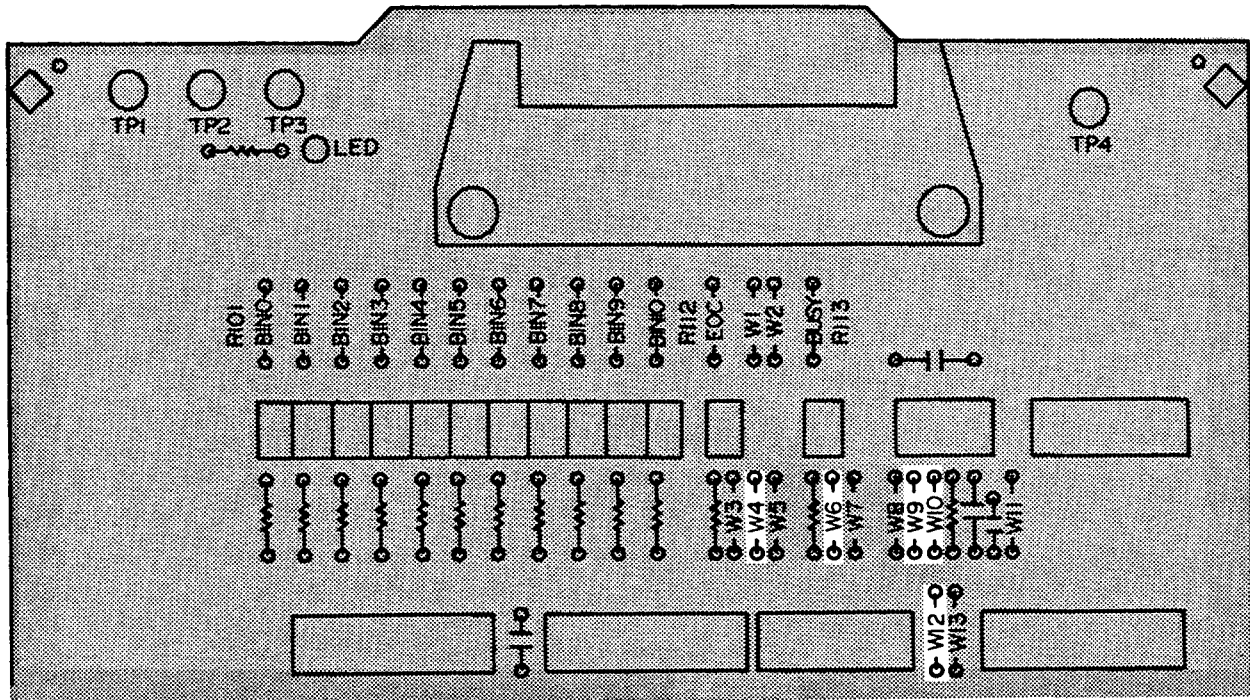 TP1
TP2
TP3
LED
TP4
R101
BIN0
BIN1
BIN2
BIN3
BIN4
BIN5
BIN6
BIN7
BIN8
BIN9
BIN0
R112
EOC
W1
W2
BUSY
R113
W3
W4
W5
W6
W7
W8
W9
W10
W11
W12
W13